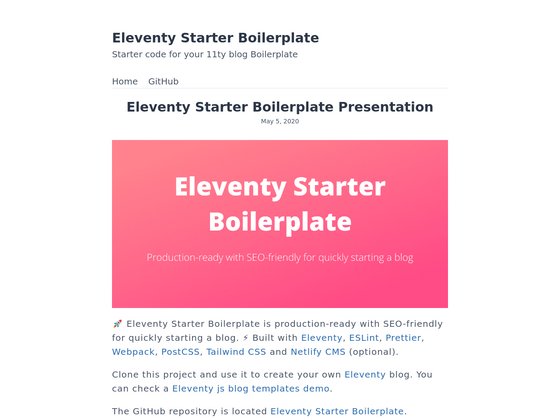 Eleventy Starter Boilerplate
Starter code for your 11ty blog Boilerplate
Home GitHub
Eleventy Starter Boilerplate Presentation
May 5, 2020
Eleventy Starter
Boilerplate
Production-ready with SEO-friendly for quickly starting a blog
🚀 Eleventy Starter Boilerplate is production-ready with SEO-friendly
for quickly starting a blog. ⚡ Built with Eleventy, ESLint, Prettier,
Webpack, PostCSS, Tailwind CSS and Netlify CMS (optional).
Clone this project and use it to create your own Eleventy blog. You
can check a Eleventy js blog templates demo.
The GitHub repository is located Eleventy Starter Boilerplate.